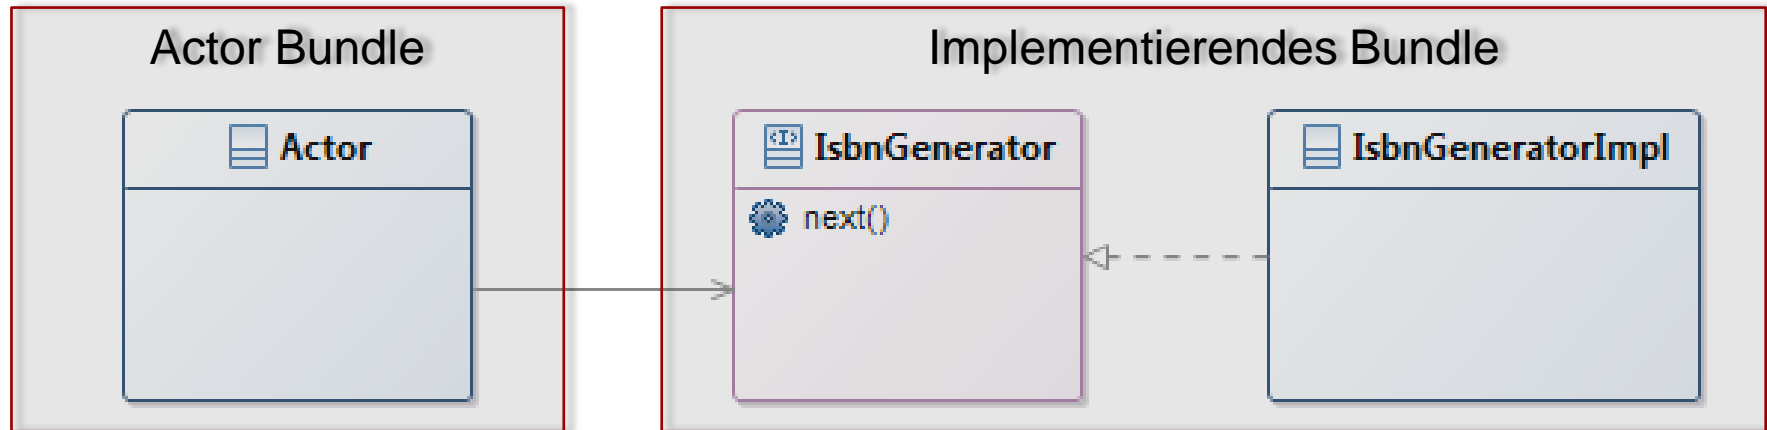 Actor Bundle
Implementierendes Bundle
Actor
<I>
IsbnGenerator
IsbnGeneratorImpl
next()